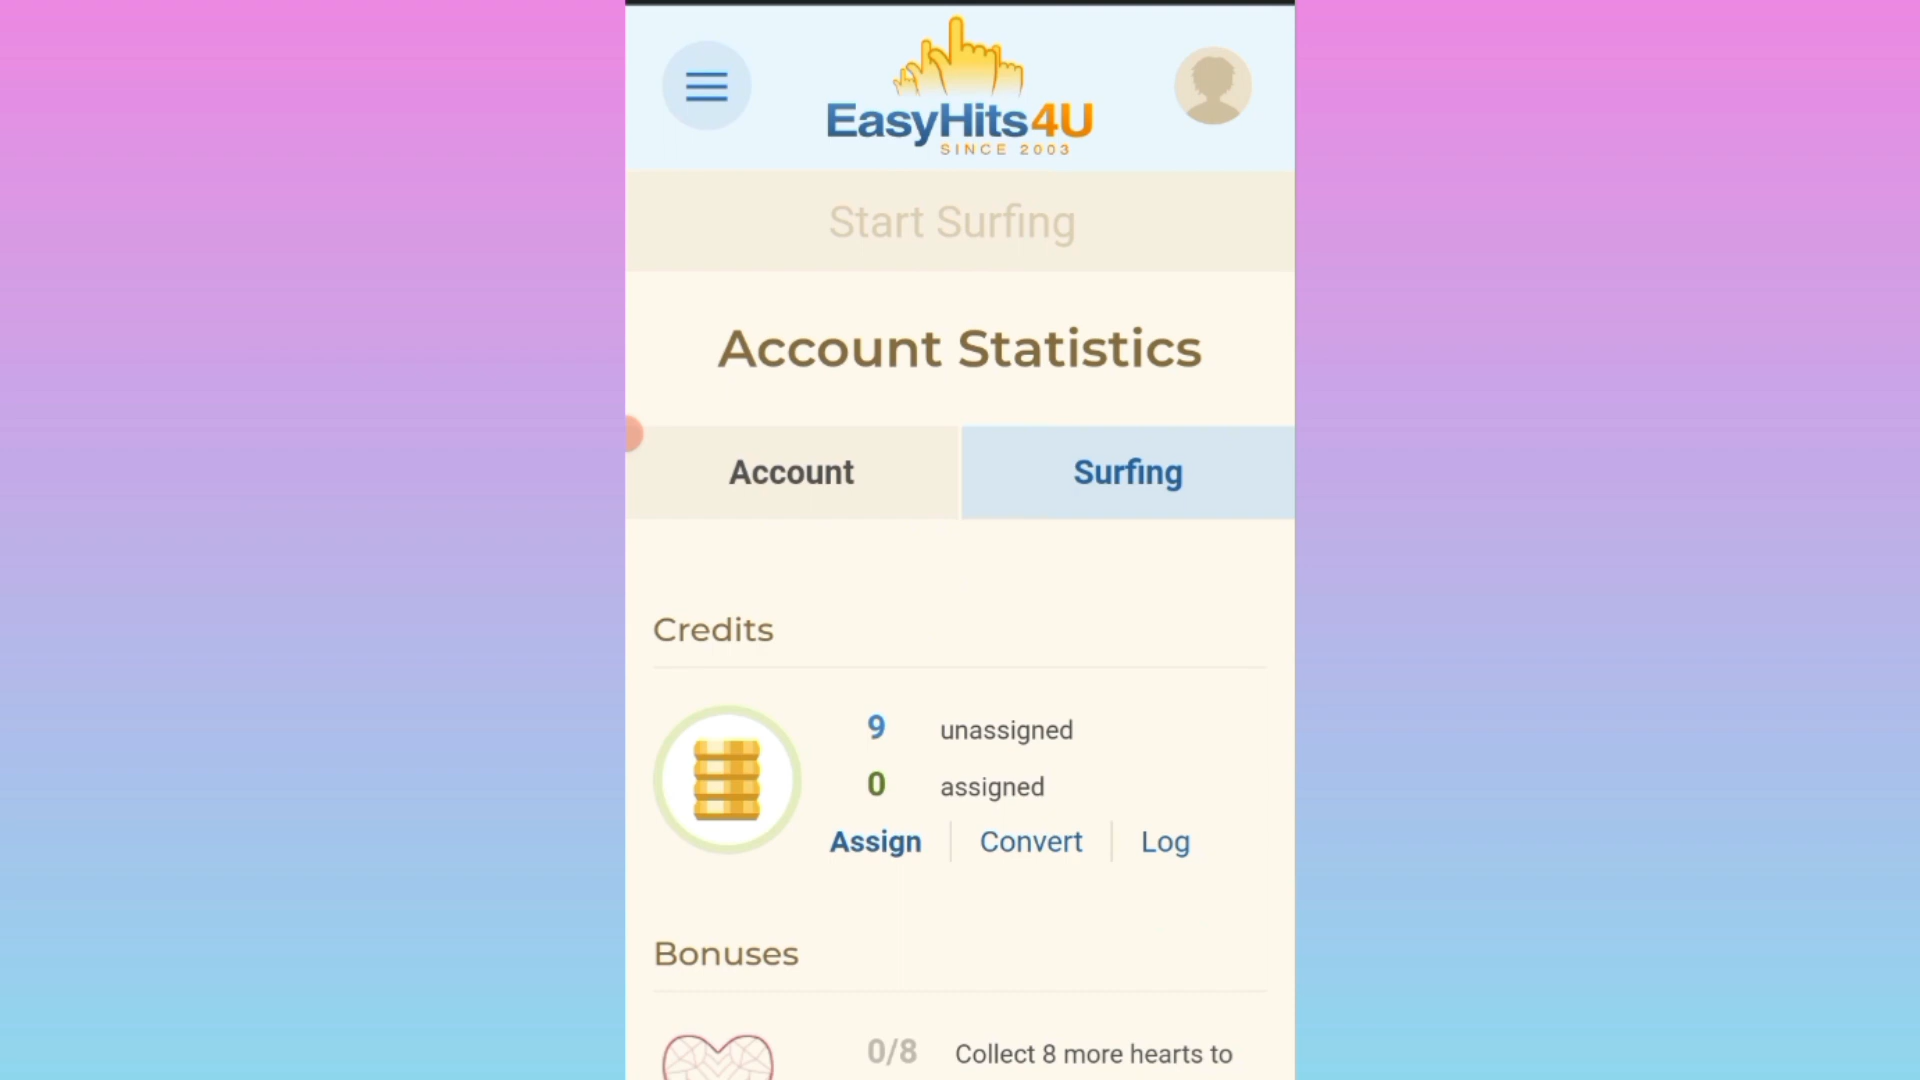 EasyHits4U
SINCE 2003
Start Surfing
Account Statistics
Account
Surfing
Credits
9 unassigned
0 assigned
Assign Convert Log
Bonuses
0/8 Collect 8 more hearts to